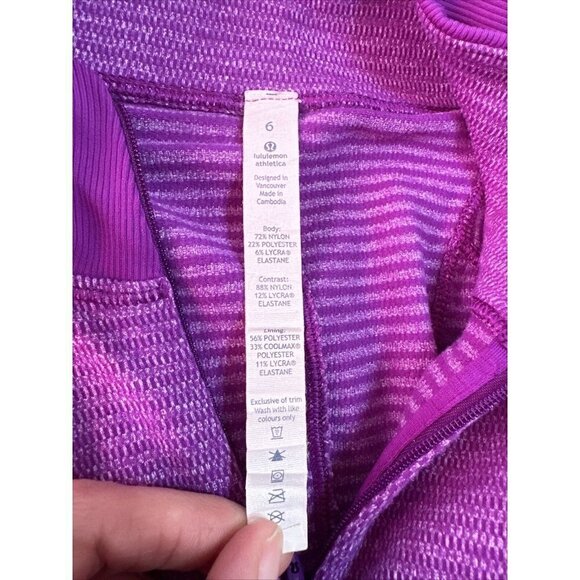 6
lululemon
athletica
Designed in
Vancouver
Made in
Cambodia
Body:
72% NYLON
22% POLYESTER
6% LYCRA®
ELASTANE
Contrast:
88% NYLON
12% LYCRA®
ELASTANE
Lining:
56% POLYESTER
33% COOLMAX®
POLYESTER
11% LYCRA®
ELASTANE
Exclusive of trim
Wash with like
colours only